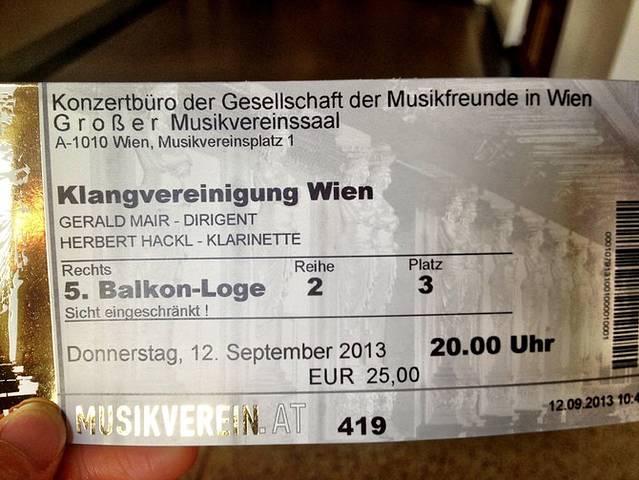 Konzertbüro der Gesellschaft der Musikfreunde in Wien
Großer Musikvereinssaal
A-1010 Wien, Musikvereinsplatz 1
Klangvereinigung Wien
GERALD MAIR - DIRIGENT
HERBERT HACKL - KLARINETTE
Rechts Reihe Platz
5. Balkon-Loge 2 3
Sicht eingeschränkt !
Donnerstag, 12. September 2013 20.00 Uhr
EUR 25,00
MUSIKVEREIN.AT 419 12.09.2013 10:4